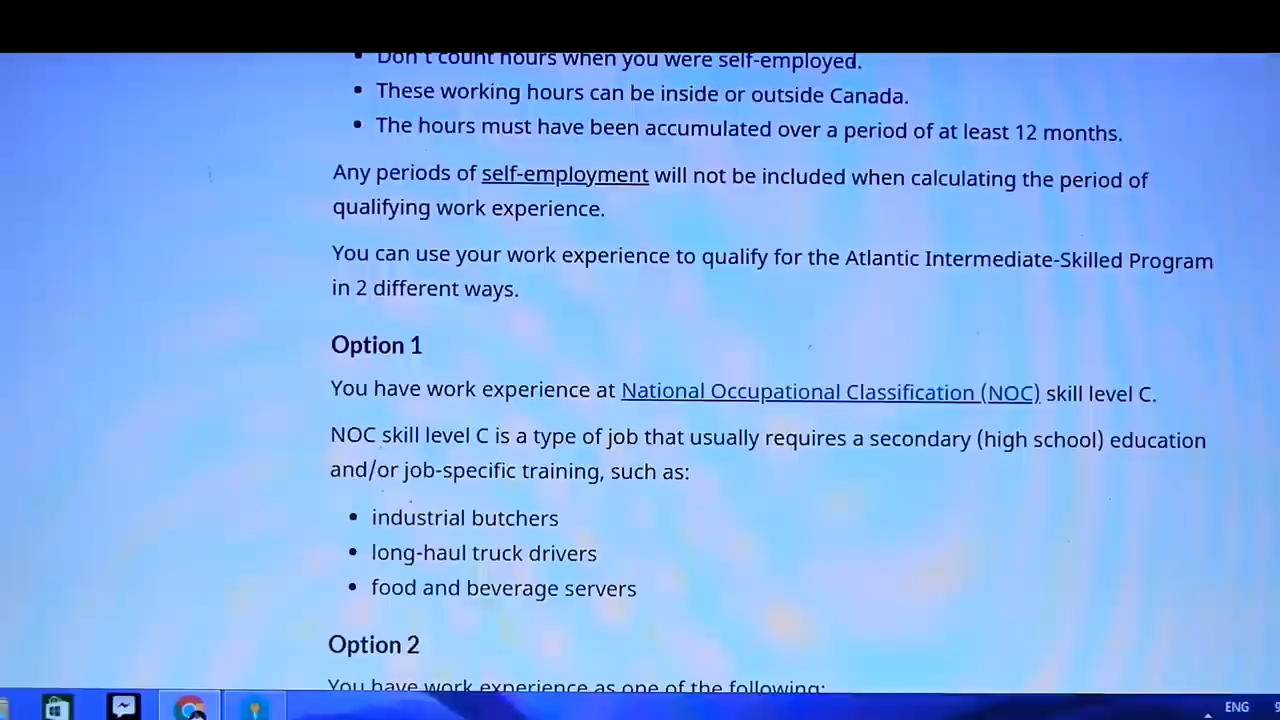 Don't count hours when you were self-employed.
These working hours can be inside or outside Canada.
The hours must have been accumulated over a period of at least 12 months.
Any periods of self-employment will not be included when calculating the period of
qualifying work experience.
You can use your work experience to qualify for the Atlantic Intermediate-Skilled Program
in 2 different ways.
Option 1
You have work experience at National Occupational Classification (NOC) skill level C.
NOC skill level C is a type of job that usually requires a secondary (high school) education
and/or job-specific training, such as:
industrial butchers
long-haul truck drivers
food and beverage servers
Option 2
You have work experience as one of the following:
ENG